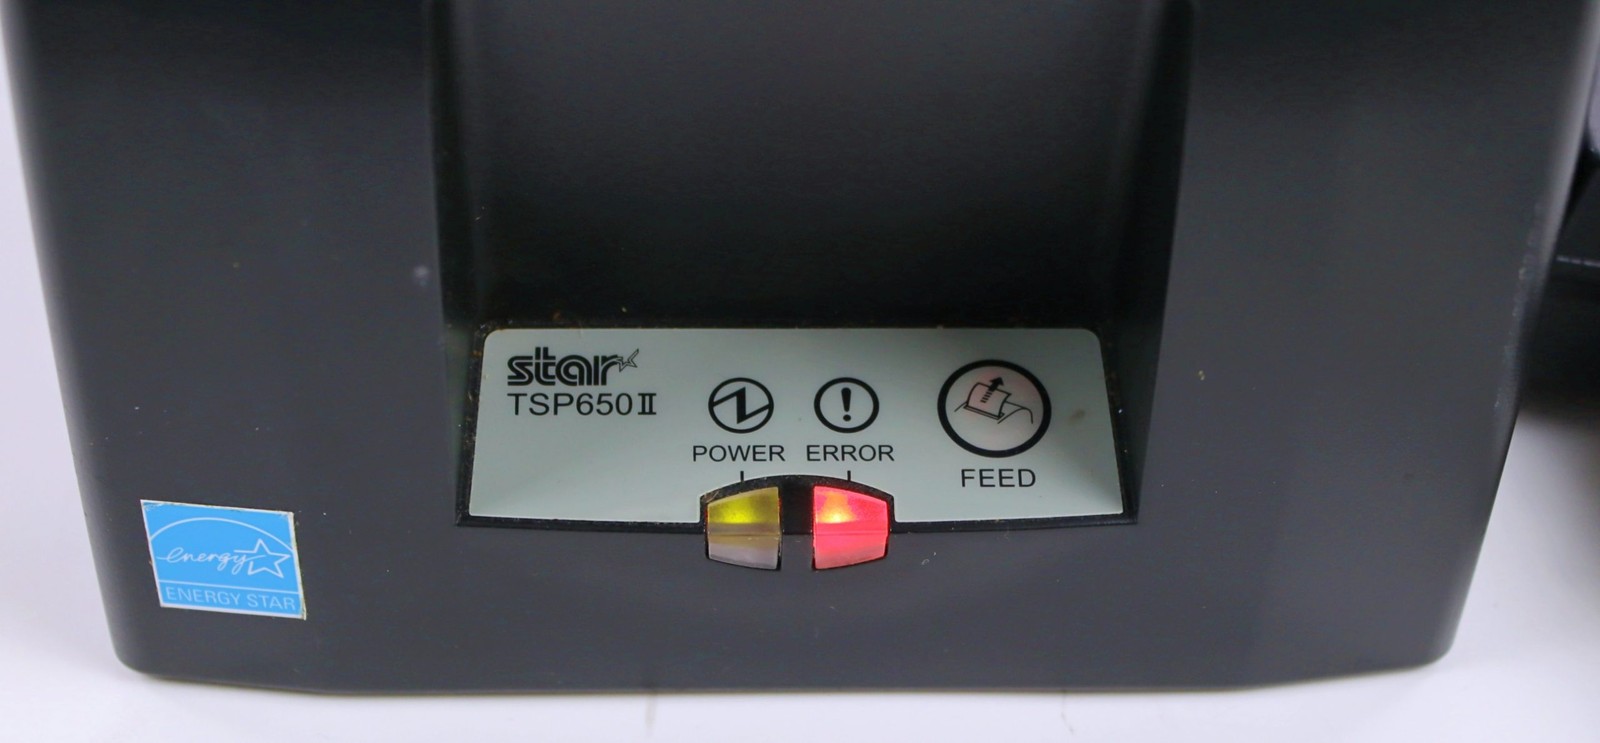 star
TSP650II
POWER ERROR
FEED
energy
ENERGY STAR